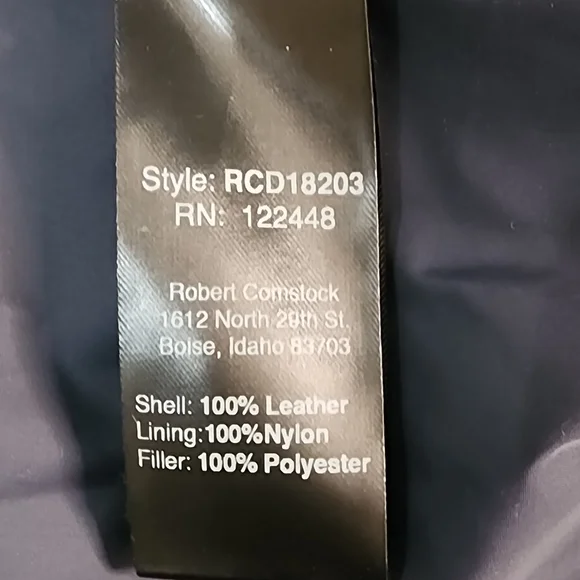 Style: RCD18203
RN: 122448
Robert Comstock
1612 North 29th St.
Boise, Idaho 83703
Shell: 100% Leather
Lining:100%Nylon
Filler: 100% Polyester